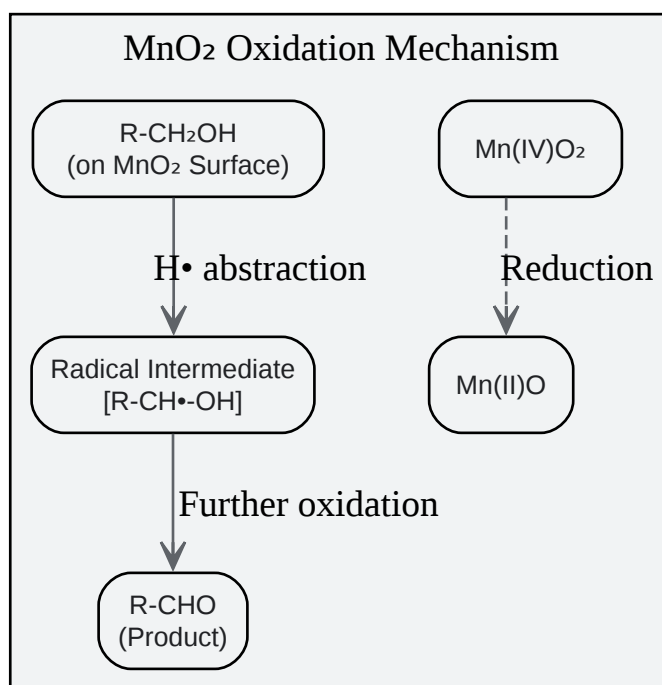 MnO₂ Oxidation Mechanism
R-CH₂OH
(on MnO₂ Surface)
Mn(IV)O₂
H• abstraction
Reduction
Radical Intermediate
[R-CH•-OH]
Mn(II)O
Further oxidation
R-CHO
(Product)